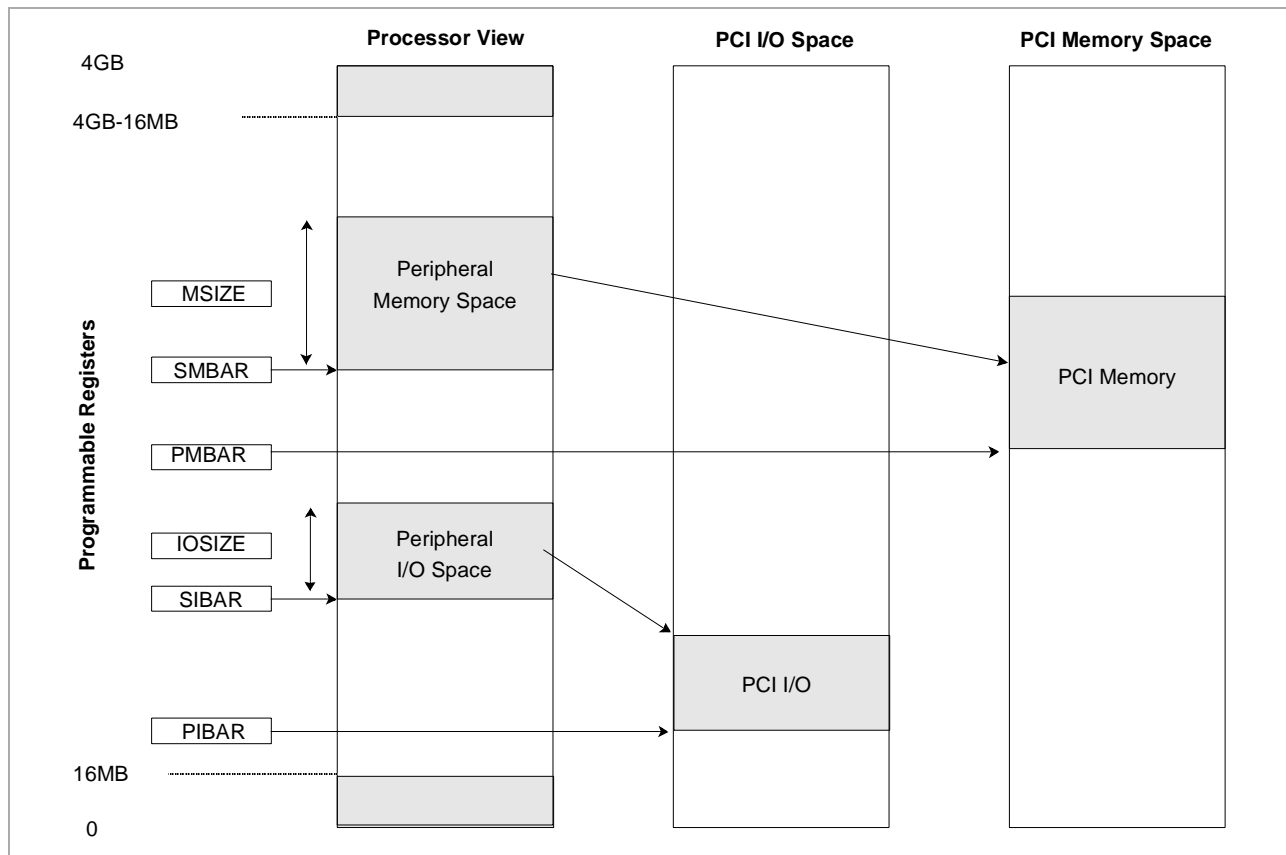 Processor View
PCI I/O Space
PCI Memory Space
4GB
4GB-16MB
Peripheral
Memory Space
MSIZE
PCI Memory
SMBAR
Programmable Registers
PMBAR
Peripheral
I/O Space
IOSIZE
SIBAR
PCI I/O
PIBAR
16MB
0